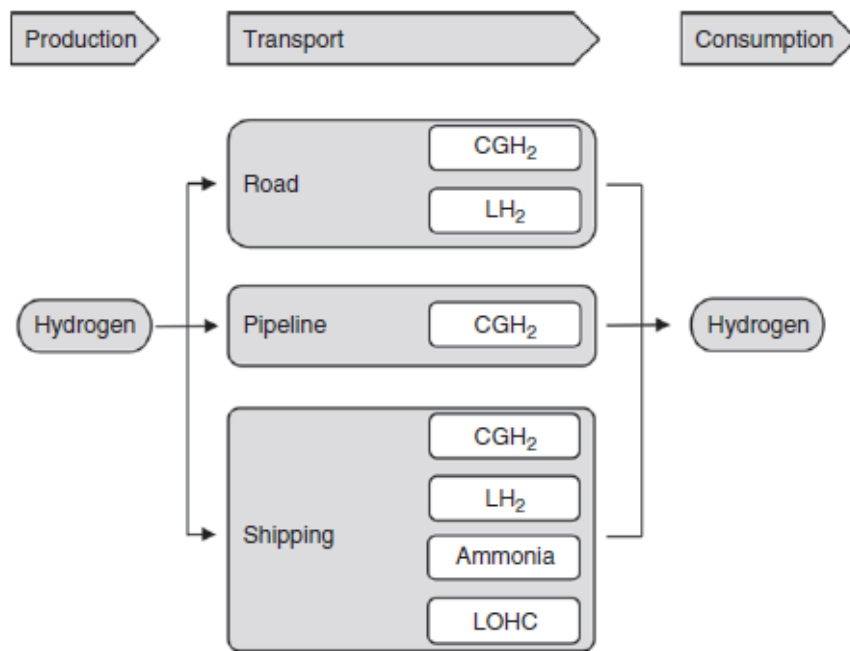 Production
Transport
Consumption
Road
CGH₂
LH₂
Hydrogen
Pipeline
CGH₂
Hydrogen
Shipping
CGH₂
LH₂
Ammonia
LOHC